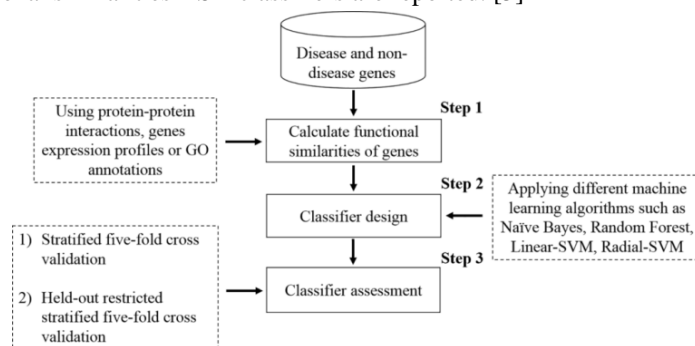 Disease and non-
disease genes
Step 1
Using protein-protein
interactions, genes
expression profiles or GO
annotations
Calculate functional
similarities of genes
Step 2
Classifier design
Applying different machine
learning algorithms such as
Naïve Bayes, Random Forest,
Linear-SVM, Radial-SVM
Step 3
1) Stratified five-fold cross
validation
2) Held-out restricted
stratified five-fold cross
validation
Classifier assessment